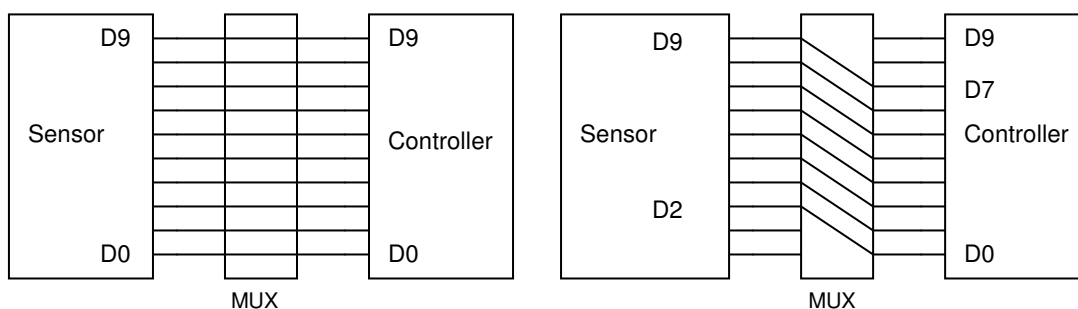 D9
D9
Sensor
Controller
D0
D0
MUX
D9
D9
D7
Sensor
Controller
D2
D0
MUX